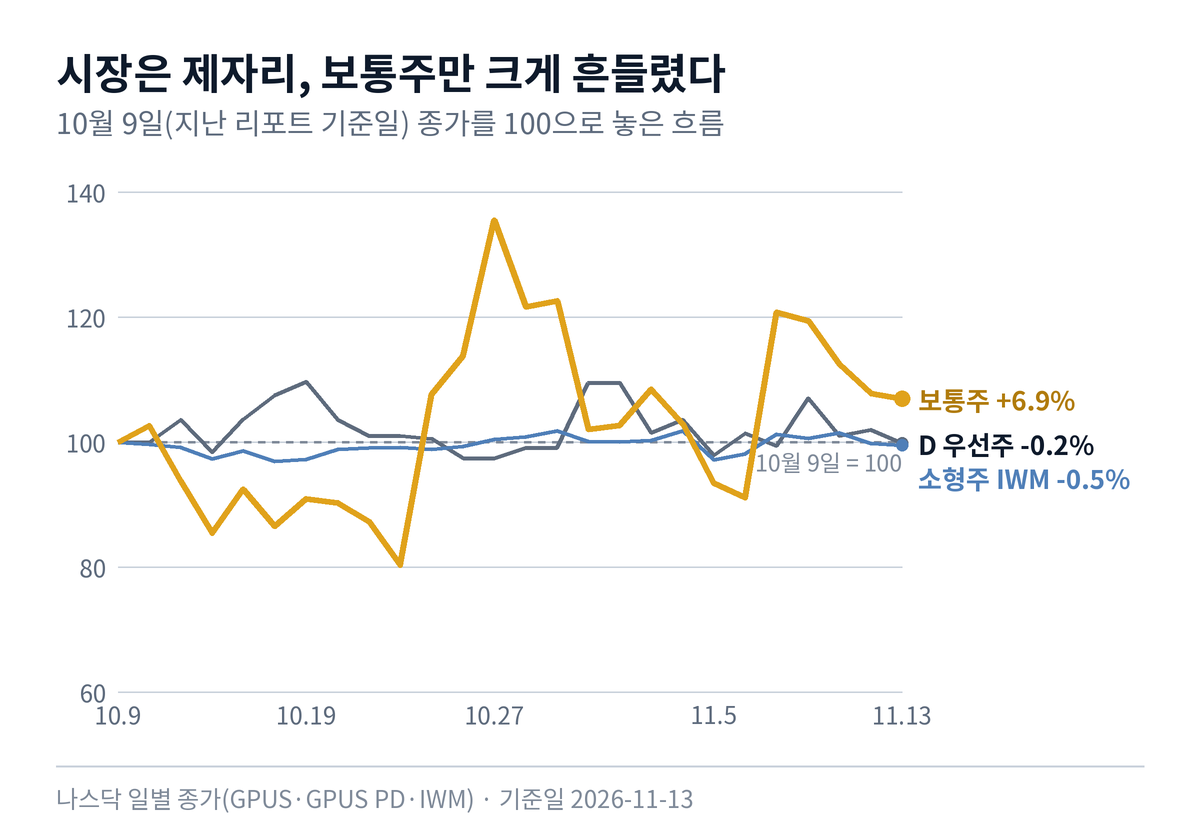 시장은 제자리, 보통주만 크게 흔들렸다
10월 9일(지난 리포트 기준일) 종가를 100으로 놓은 흐름
140
120
100
80
60
보통주 +6.9%
D 우선주 -0.2%
10월 9일 = 100
소형주 IWM -0.5%
10.9
10.19
10.27
11.5
11.13
나스닥 일별 종가(GPUS·GPUS PD·IWM) · 기준일 2026-11-13